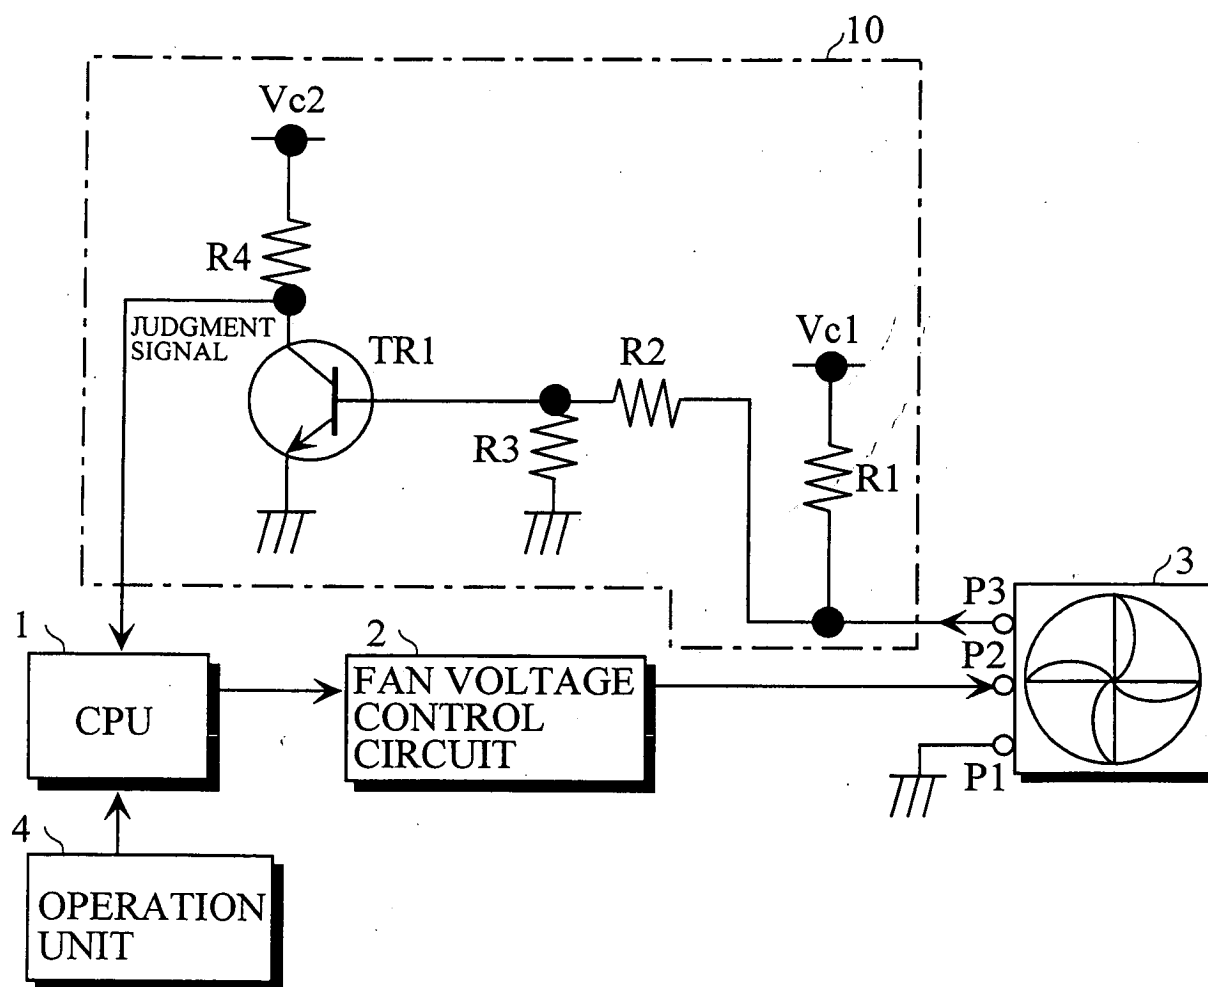 10
Vc2
R4
JUDGMENT
SIGNAL
TR1
R2
Vc1
R3
R1
3
P3
P2
P1
1
CPU
2
FAN VOLTAGE
CONTROL
CIRCUIT
4
OPERATION
UNIT